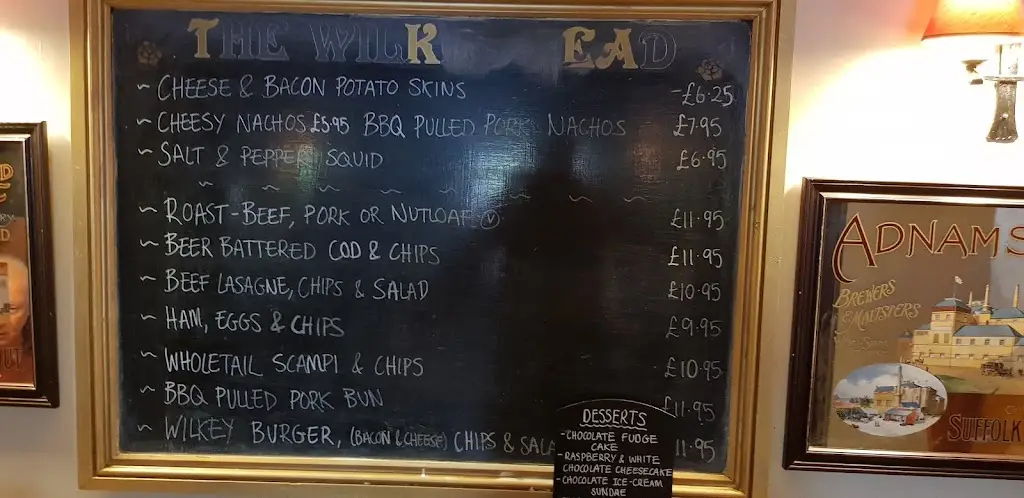 THE WILK EAD
~ CHEESE & BACON POTATO SKINS -£6.25
~ CHEESY NACHOS £5.95 BBQ PULLED PORK NACHOS £7.95
~ SALT & PEPPER SQUID £6.95
~ ~ ~ ~ ~ ~ ~ ~
~ ROAST-BEEF, PORK OR NUTLOAF (V) £11.95
~ BEER BATTERED COD & CHIPS £11.95
~ BEEF LASAGNE, CHIPS & SALAD £10.95
~ HAM, EGGS & CHIPS £9.95
~ WHOLETAIL SCAMPI & CHIPS £10.95
~ BBQ PULLED PORK BUN £11.95
~ WILKEY BURGER, (BACON & CHEESE) CHIPS & SALA 11.95
DESSERTS
-CHOCOLATE FUDGE
CAKE
-RASPBERRY & WHITE
CHOCOLATE CHEESECAKE
-CHOCOLATE ICE-CREAM
SUNDAE
ADNAMS
BREWERS
& MALTSTERS
SUFFOLK